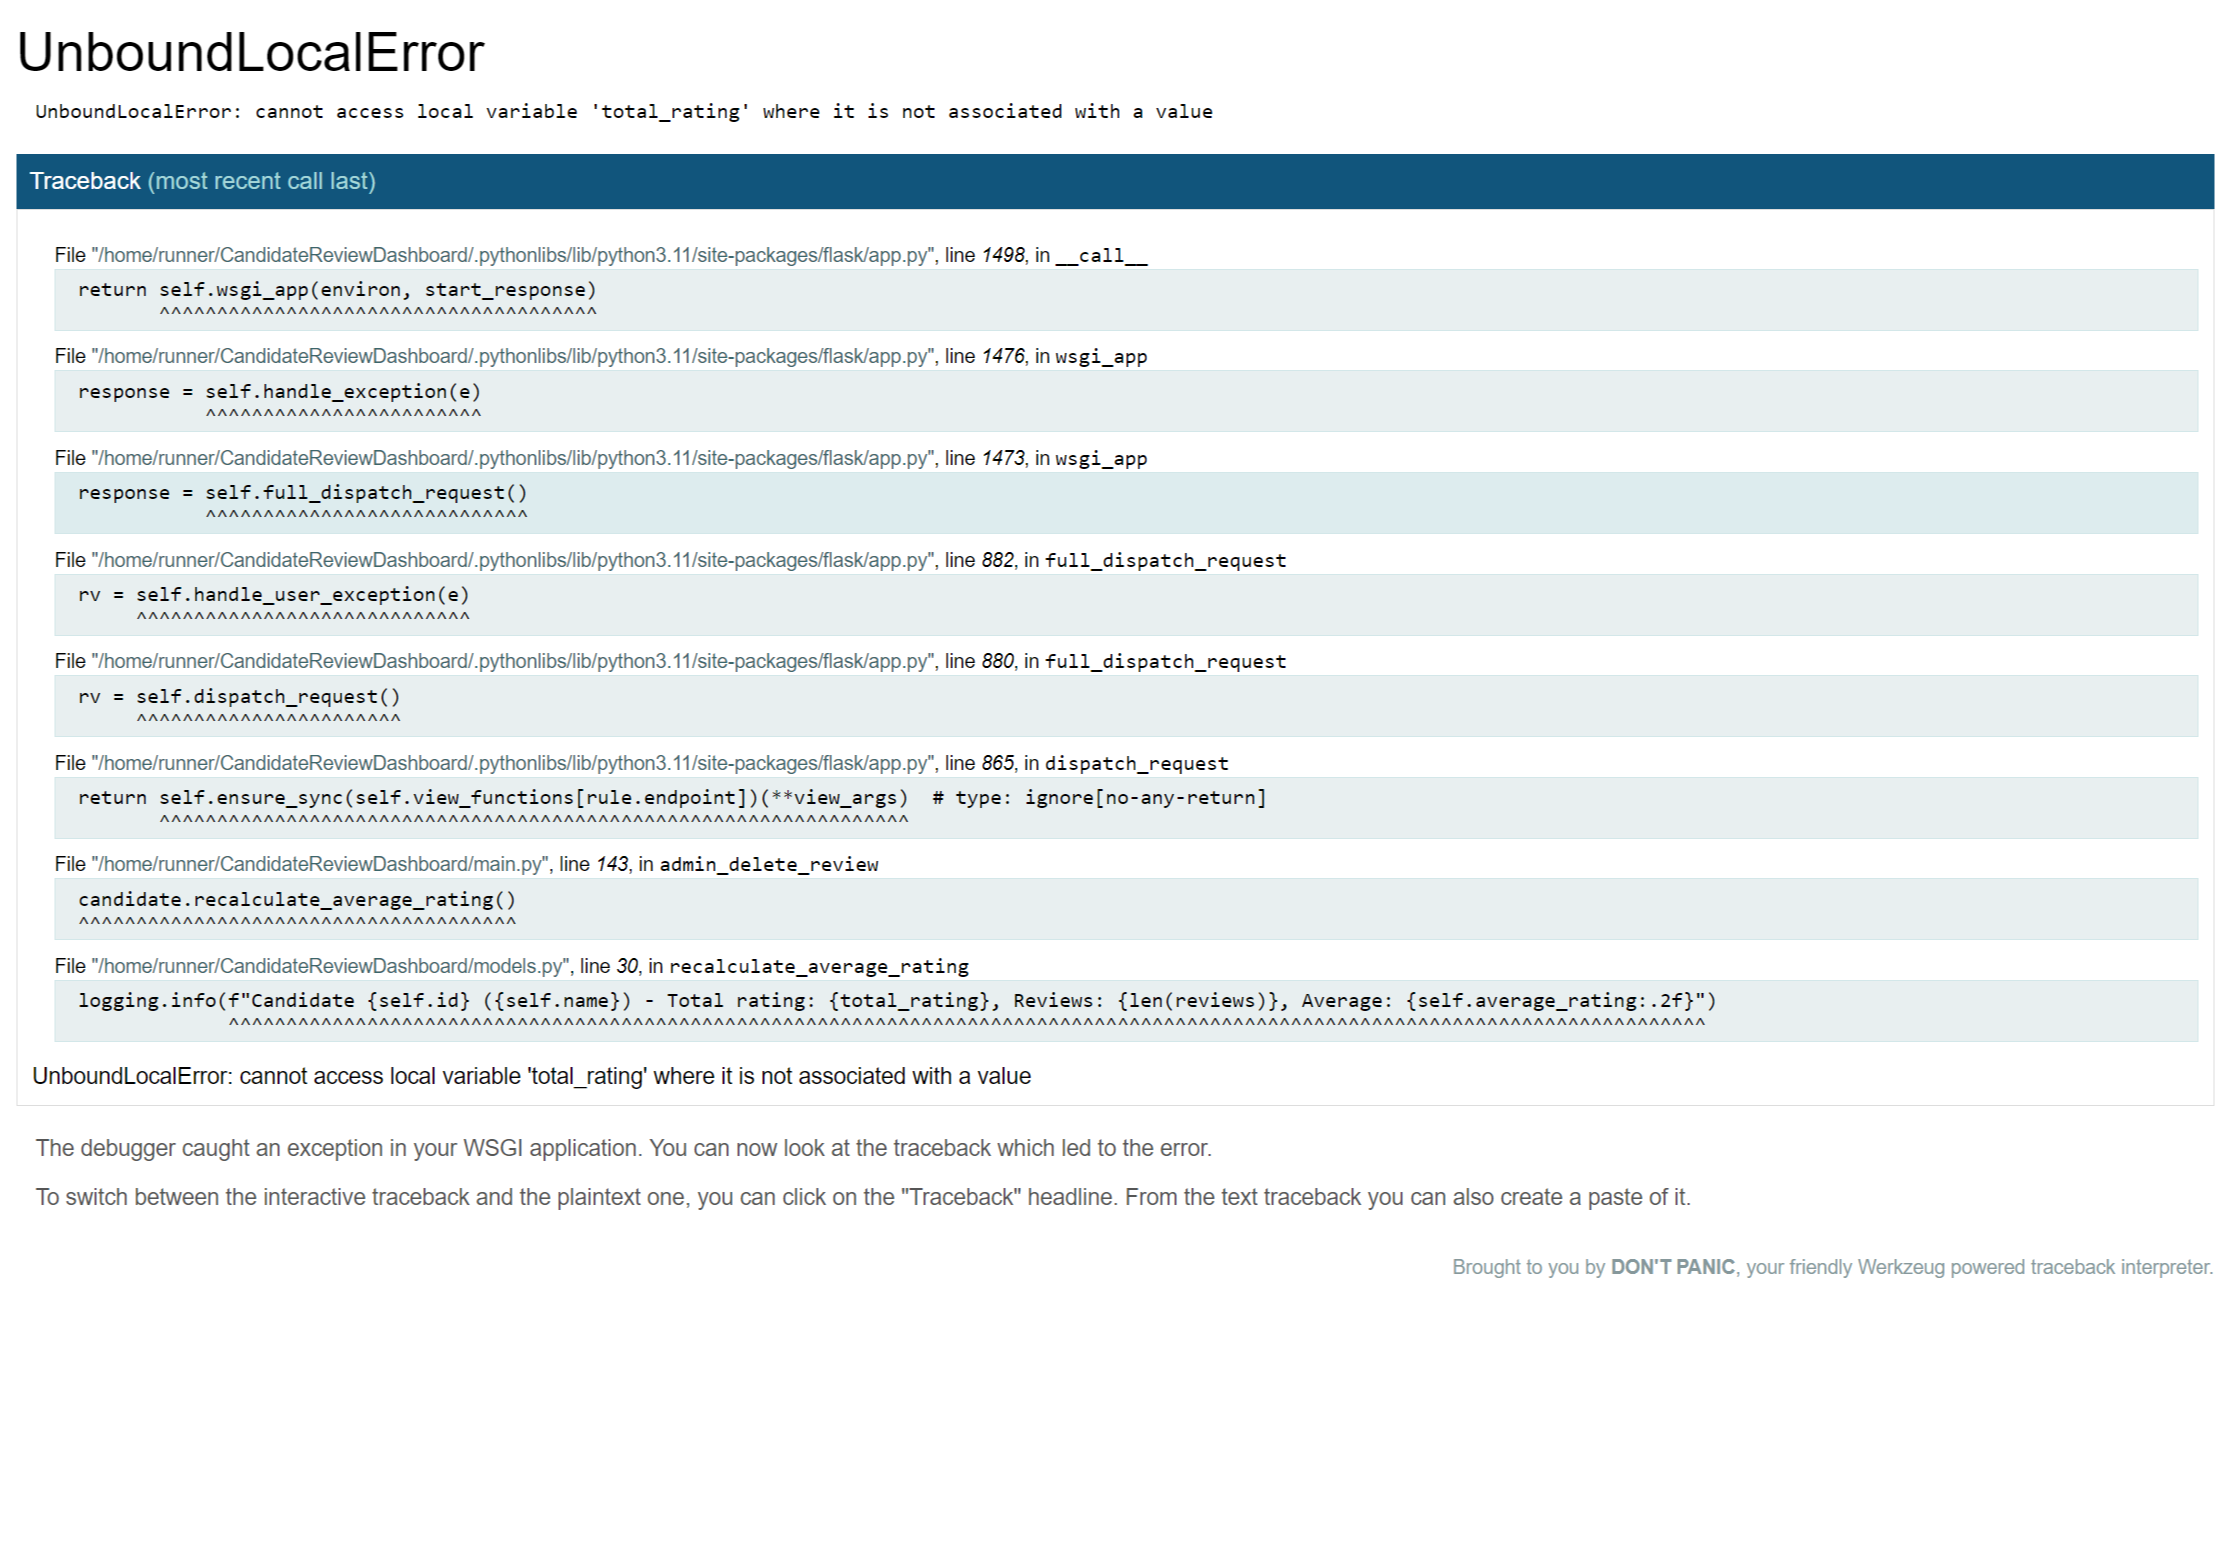 UnboundLocalError
UnboundLocalError: cannot access local variable 'total_rating' where it is not associated with a value
Traceback (most recent call last)
File "/home/runner/CandidateReviewDashboard/.pythonlibs/lib/python3.11/site-packages/flask/app.py", line 1498, in __call__
return self.wsgi_app(environ, start_response)
^^^^^^^^^^^^^^^^^^^^^^^^^^^^^^^^^^^^^^
File "/home/runner/CandidateReviewDashboard/.pythonlibs/lib/python3.11/site-packages/flask/app.py", line 1476, in wsgi_app
response = self.handle_exception(e)
^^^^^^^^^^^^^^^^^^^^^^^^
File "/home/runner/CandidateReviewDashboard/.pythonlibs/lib/python3.11/site-packages/flask/app.py", line 1473, in wsgi_app
response = self.full_dispatch_request()
^^^^^^^^^^^^^^^^^^^^^^^^^^^^
File "/home/runner/CandidateReviewDashboard/.pythonlibs/lib/python3.11/site-packages/flask/app.py", line 882, in full_dispatch_request
rv = self.handle_user_exception(e)
^^^^^^^^^^^^^^^^^^^^^^^^^^^^^
File "/home/runner/CandidateReviewDashboard/.pythonlibs/lib/python3.11/site-packages/flask/app.py", line 880, in full_dispatch_request
rv = self.dispatch_request()
^^^^^^^^^^^^^^^^^^^^^^^
File "/home/runner/CandidateReviewDashboard/.pythonlibs/lib/python3.11/site-packages/flask/app.py", line 865, in dispatch_request
return self.ensure_sync(self.view_functions[rule.endpoint])(**view_args)  # type: ignore[no-any-return]
^^^^^^^^^^^^^^^^^^^^^^^^^^^^^^^^^^^^^^^^^^^^^^^^^^^^^^^^^^^^^^^^^
File "/home/runner/CandidateReviewDashboard/main.py", line 143, in admin_delete_review
candidate.recalculate_average_rating()
^^^^^^^^^^^^^^^^^^^^^^^^^^^^^^^^^^^^^^
File "/home/runner/CandidateReviewDashboard/models.py", line 30, in recalculate_average_rating
logging.info(f"Candidate {self.id} ({self.name}) - Total rating: {total_rating}, Reviews: {len(reviews)}, Average: {self.average_rating:.2f}")
^^^^^^^^^^^^^^^^^^^^^^^^^^^^^^^^^^^^^^^^^^^^^^^^^^^^^^^^^^^^^^^^^^^^^^^^^^^^^^^^^^^^^^^^^^^^^^^^^^^^^^^^^^^^^^^^^^^^^^^^^^^^^^^^
UnboundLocalError: cannot access local variable 'total_rating' where it is not associated with a value
The debugger caught an exception in your WSGI application. You can now look at the traceback which led to the error.
To switch between the interactive traceback and the plaintext one, you can click on the "Traceback" headline. From the text traceback you can also create a paste of it.
Brought to you by DON'T PANIC, your friendly Werkzeug powered traceback interpreter.